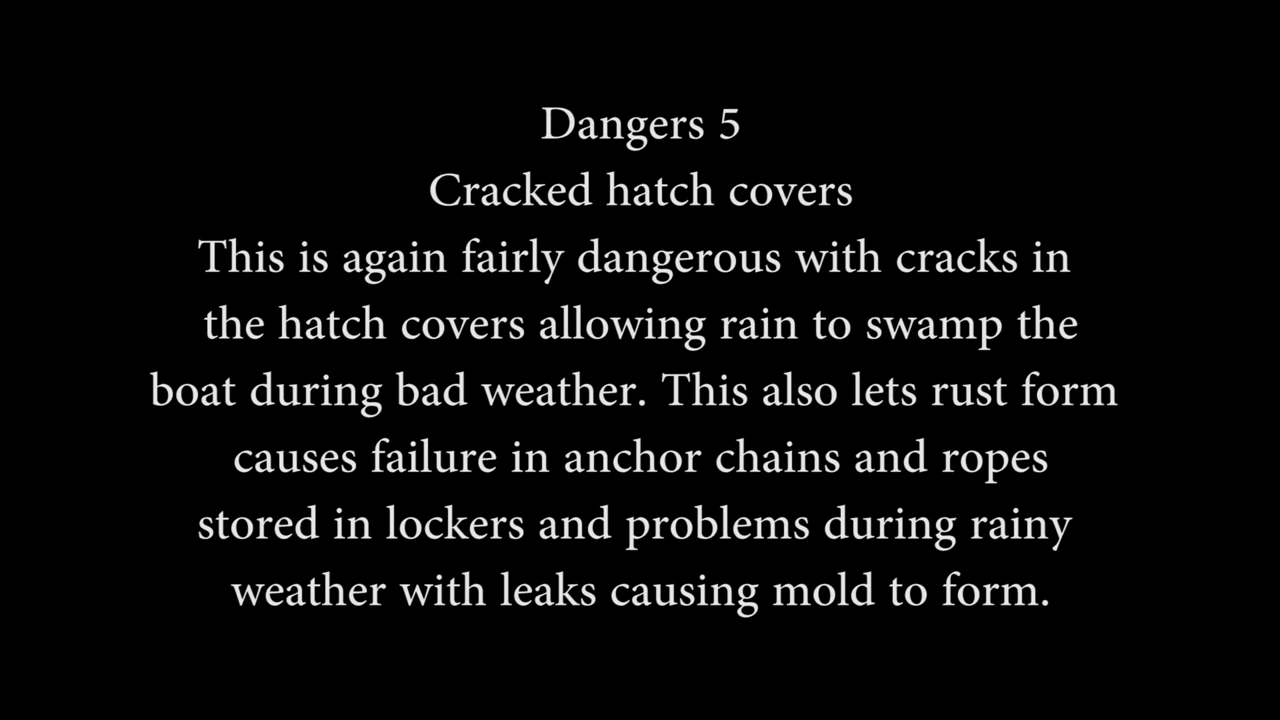 Dangers 5
Cracked hatch covers
This is again fairly dangerous with cracks in
the hatch covers allowing rain to swamp the
boat during bad weather. This also lets rust form
causes failure in anchor chains and ropes
stored in lockers and problems during rainy
weather with leaks causing mold to form.